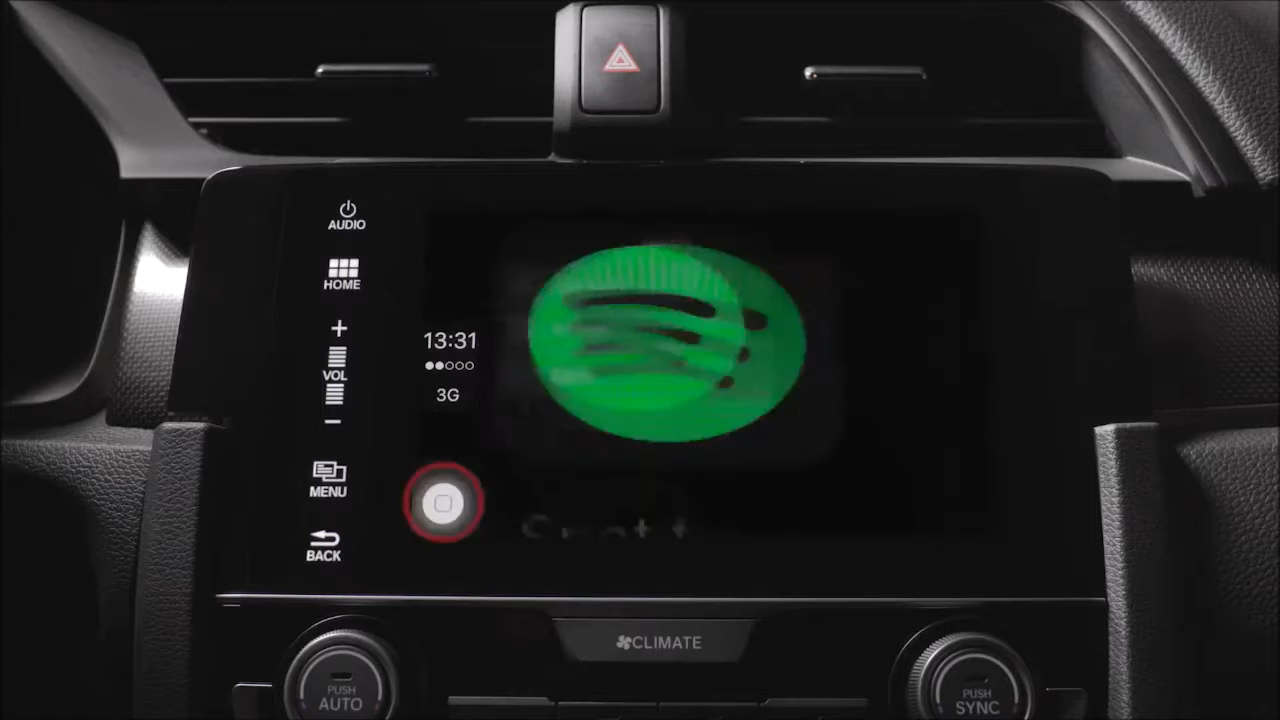 AUDIO
HOME
+
VOL
−
MENU
BACK
13:31
3G
CLIMATE
PUSH
AUTO
PUSH
SYNC